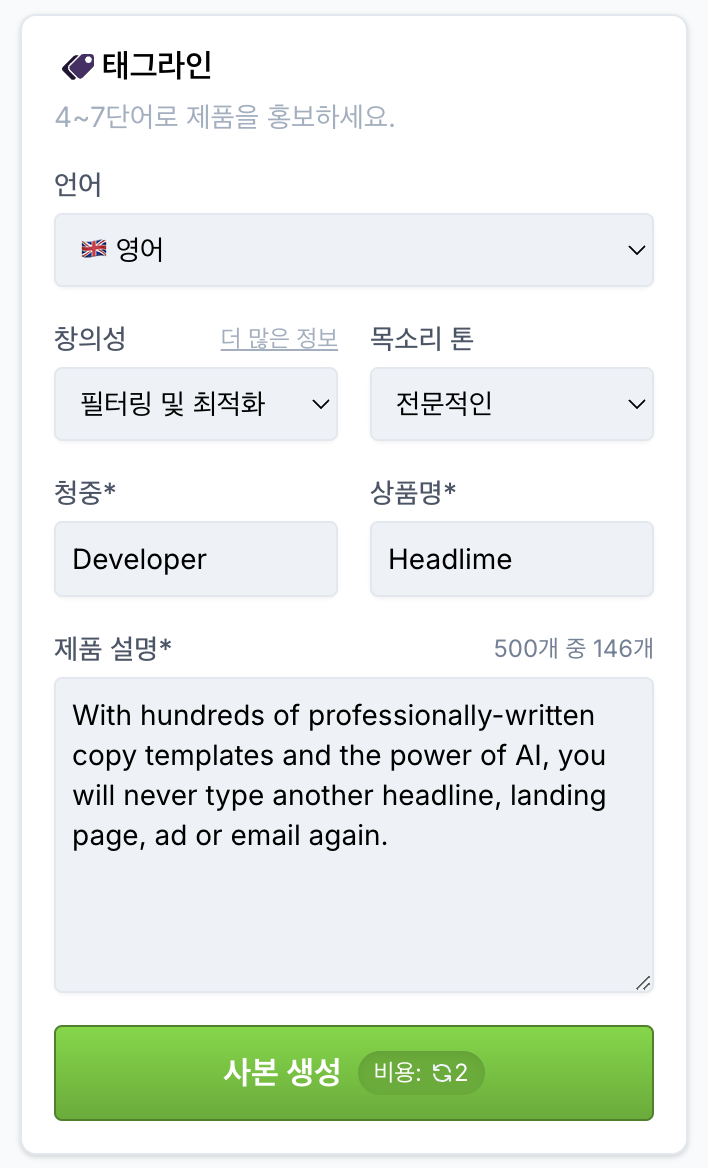 태그라인
4~7단어로 제품을 홍보하세요.
언어
🇬🇧 영어
창의성 더 많은 정보 목소리 톤
필터링 및 최적화 전문적인
청중* 상품명*
Developer Headlime
제품 설명* 500개 중 146개
With hundreds of professionally-written
copy templates and the power of AI, you
will never type another headline, landing
page, ad or email again.
사본 생성 비용: 2